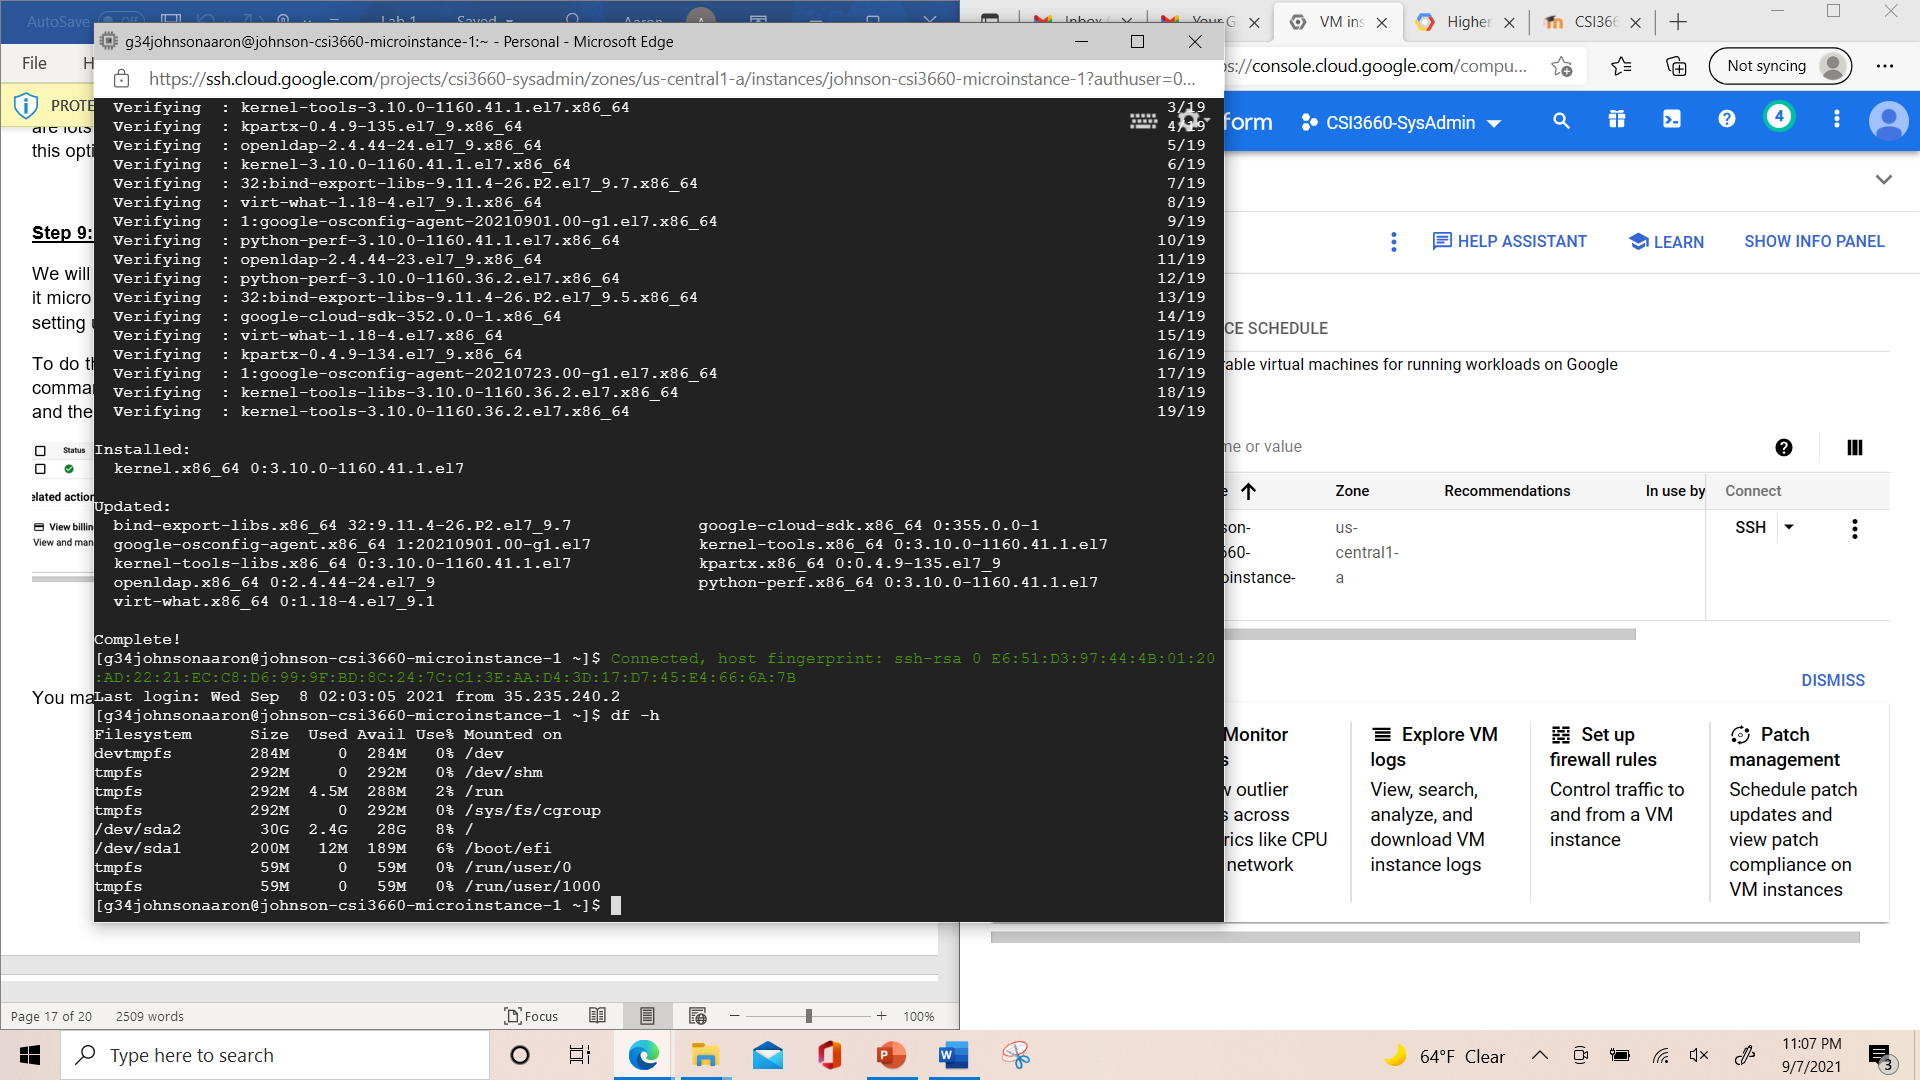 g34johnsonaaron@johnson-csi3660-microinstance-1:~ - Personal - Microsoft Edge
https://ssh.cloud.google.com/projects/csi3660-sysadmin/zones/us-central1-a/instances/johnson-csi3660-microinstance-1?authuser=0...
Verifying : kernel-tools-3.10.0-1160.41.1.el7.x86_64 3/19
Verifying : kpartx-0.4.9-135.el7_9.x86_64 4/19
Verifying : openldap-2.4.44-24.el7_9.x86_64 5/19
Verifying : kernel-3.10.0-1160.41.1.el7.x86_64 6/19
Verifying : 32:bind-export-libs-9.11.4-26.P2.el7_9.7.x86_64 7/19
Verifying : virt-what-1.18-4.el7_9.1.x86_64 8/19
Verifying : 1:google-osconfig-agent-20210901.00-g1.el7.x86_64 9/19
Verifying : python-perf-3.10.0-1160.41.1.el7.x86_64 10/19
Verifying : openldap-2.4.44-23.el7_9.x86_64 11/19
Verifying : python-perf-3.10.0-1160.36.2.el7.x86_64 12/19
Verifying : 32:bind-export-libs-9.11.4-26.P2.el7_9.5.x86_64 13/19
Verifying : google-cloud-sdk-352.0.0-1.x86_64 14/19
Verifying : virt-what-1.18-4.el7.x86_64 15/19
Verifying : kpartx-0.4.9-134.el7_9.x86_64 16/19
Verifying : 1:google-osconfig-agent-20210723.00-g1.el7.x86_64 17/19
Verifying : kernel-tools-libs-3.10.0-1160.36.2.el7.x86_64 18/19
Verifying : kernel-tools-3.10.0-1160.36.2.el7.x86_64 19/19
Installed:
kernel.x86_64 0:3.10.0-1160.41.1.el7
Updated:
bind-export-libs.x86_64 32:9.11.4-26.P2.el7_9.7 google-cloud-sdk.x86_64 0:355.0.0-1
google-osconfig-agent.x86_64 1:20210901.00-g1.el7 kernel-tools.x86_64 0:3.10.0-1160.41.1.el7
kernel-tools-libs.x86_64 0:3.10.0-1160.41.1.el7 kpartx.x86_64 0:0.4.9-135.el7_9
openldap.x86_64 0:2.4.44-24.el7_9 python-perf.x86_64 0:3.10.0-1160.41.1.el7
virt-what.x86_64 0:1.18-4.el7_9.1
Complete!
[g34johnsonaaron@johnson-csi3660-microinstance-1 ~]$ Connected, host fingerprint: ssh-rsa 0 E6:51:D3:97:44:4B:01:20
:AD:22:21:EC:C8:D6:99:9F:BD:8C:24:7C:C1:3E:AA:D4:3D:17:D7:45:E4:66:6A:7B
Last login: Wed Sep  8 02:03:05 2021 from 35.235.240.2
[g34johnsonaaron@johnson-csi3660-microinstance-1 ~]$ df -h
Filesystem Size Used Avail Use% Mounted on
devtmpfs 284M 0 284M 0% /dev
tmpfs 292M 0 292M 0% /dev/shm
tmpfs 292M 4.5M 288M 2% /run
tmpfs 292M 0 292M 0% /sys/fs/cgroup
/dev/sda2 30G 2.4G 28G 8% /
/dev/sda1 200M 12M 189M 6% /boot/efi
tmpfs 59M 0 59M 0% /run/user/0
tmpfs 59M 0 59M 0% /run/user/1000
[g34johnsonaaron@johnson-csi3660-microinstance-1 ~]$
AutoSave Off
Lab 1 Saved
Aaron
A
File
PROTE
this opti
Step 9:
We will
it micro
setting
To do th
comman
and the
Status
elated action
View billin
View and man
You ma
Page 17 of 20 2509 words Focus 100%
Inbox
Your G
VM ins
Higher
CSI366
s://console.cloud.google.com/compu...
Not syncing
form CSI3660-SysAdmin 4
HELP ASSISTANT LEARN SHOW INFO PANEL
CE SCHEDULE
rable virtual machines for running workloads on Google
ne or value
e Zone Recommendations In use by Connect
son-
660-
oinstance-
us-
central1-
a
SSH
DISMISS
Monitor
s
w outlier
s across
rics like CPU
network
Explore VM
logs
View, search,
analyze, and
download VM
instance logs
Set up
firewall rules
Control traffic to
and from a VM
instance
Patch
management
Schedule patch
updates and
view patch
compliance on
VM instances
Type here to search
64°F Clear
11:07 PM
9/7/2021
3